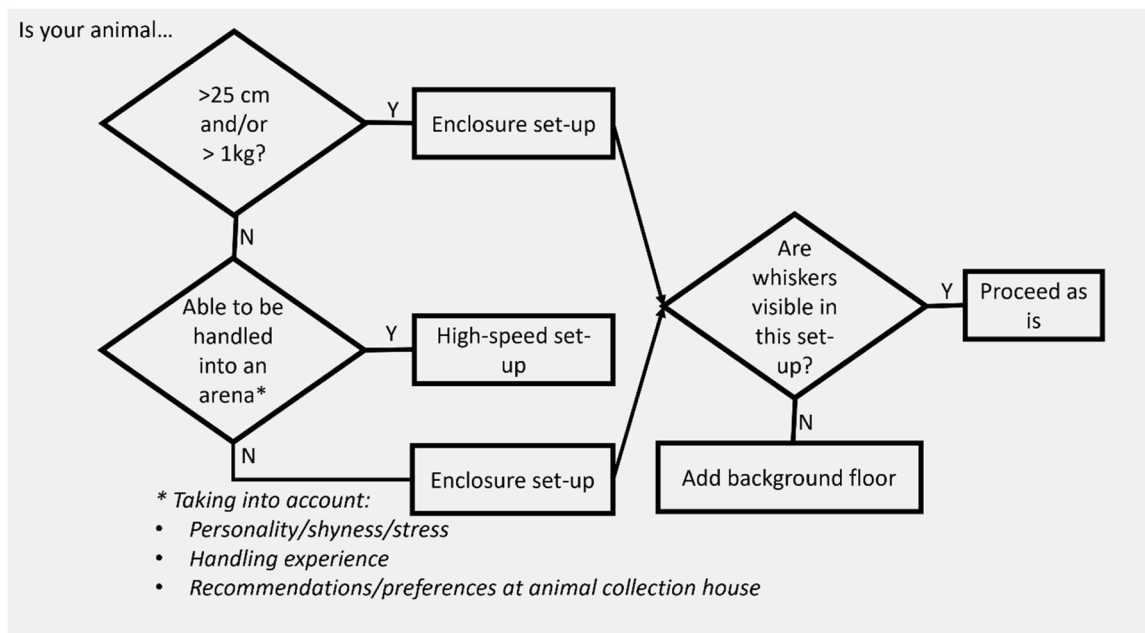 Is your animal…
>25 cm
and/or
> 1kg?
Y
Enclosure set-up
N
Able to be
handled
into an
arena*
Y
High-speed set-
up
N
Enclosure set-up
Are
whiskers
visible in
this set-
up?
Y
Proceed as
is
N
Add background floor
* Taking into account:
• Personality/shyness/stress
• Handling experience
• Recommendations/preferences at animal collection house